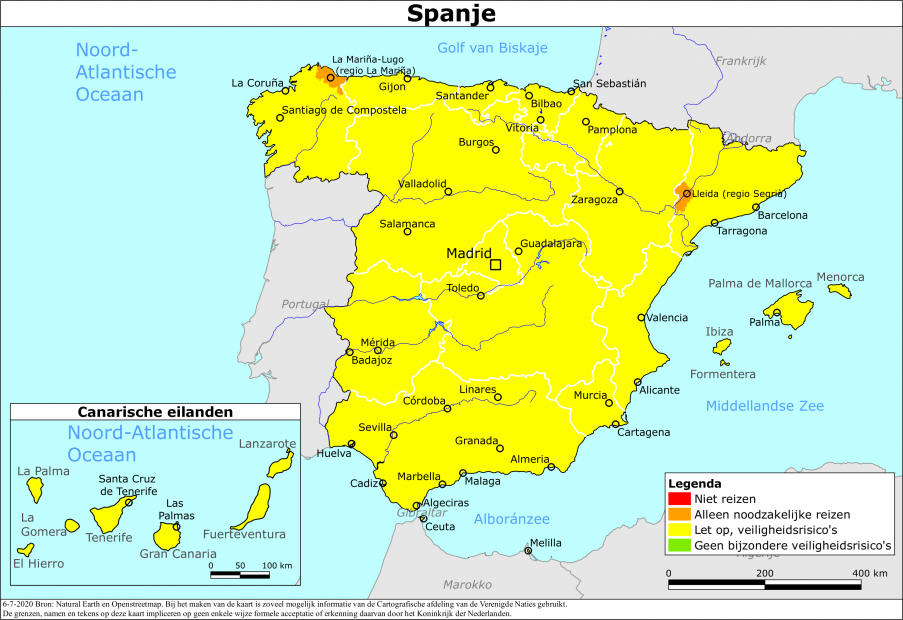 Spanje
Noord-
Atlantische
Oceaan
Golf van Biskaje
Frankrijk
La Mariña-Lugo
(regio La Mariña)
La Coruña
Gijon
Santander
San Sebastián
Bilbao
Santiago de Compostela
Vitoria
Pamplona
Andorra
Burgos
Valladolid
Zaragoza
Lleida (regio Segrià)
Barcelona
Tarragona
Salamanca
Guadalajara
Madrid
Toledo
Palma de Mallorca
Menorca
Portugal
Valencia
Palma
Ibiza
Mérida
Badajoz
Formentera
Linares
Murcia
Alicante
Córdoba
Middellandse Zee
Cartagena
Sevilla
Granada
Huelva
Almeria
Marbella
Malaga
Cadiz
Algeciras
Gibraltar
Ceuta
Alboránzee
Melilla
Marokko
Algerije
Canarische eilanden
Noord-Atlantische
Oceaan
Lanzarote
La Palma
Santa Cruz
de Tenerife
Las
Palmas
La
Gomera
Tenerife
Fuerteventura
Gran Canaria
El Hierro
0 50 100 km
Legenda
Niet reizen
Alleen noodzakelijke reizen
Let op, veiligheidsrisico's
Geen bijzondere veiligheidsrisico's
0 200 400 km
6-7-2020 Bron: Natural Earth en Openstreetmap. Bij het maken van de kaart is zoveel mogelijk informatie van de Cartografische afdeling van de Verenigde Naties gebruikt.
De grenzen, namen en tekens op deze kaart impliceren op geen enkele wijze formele acceptatie of erkenning daarvan door het Koninkrijk der Nederlanden.